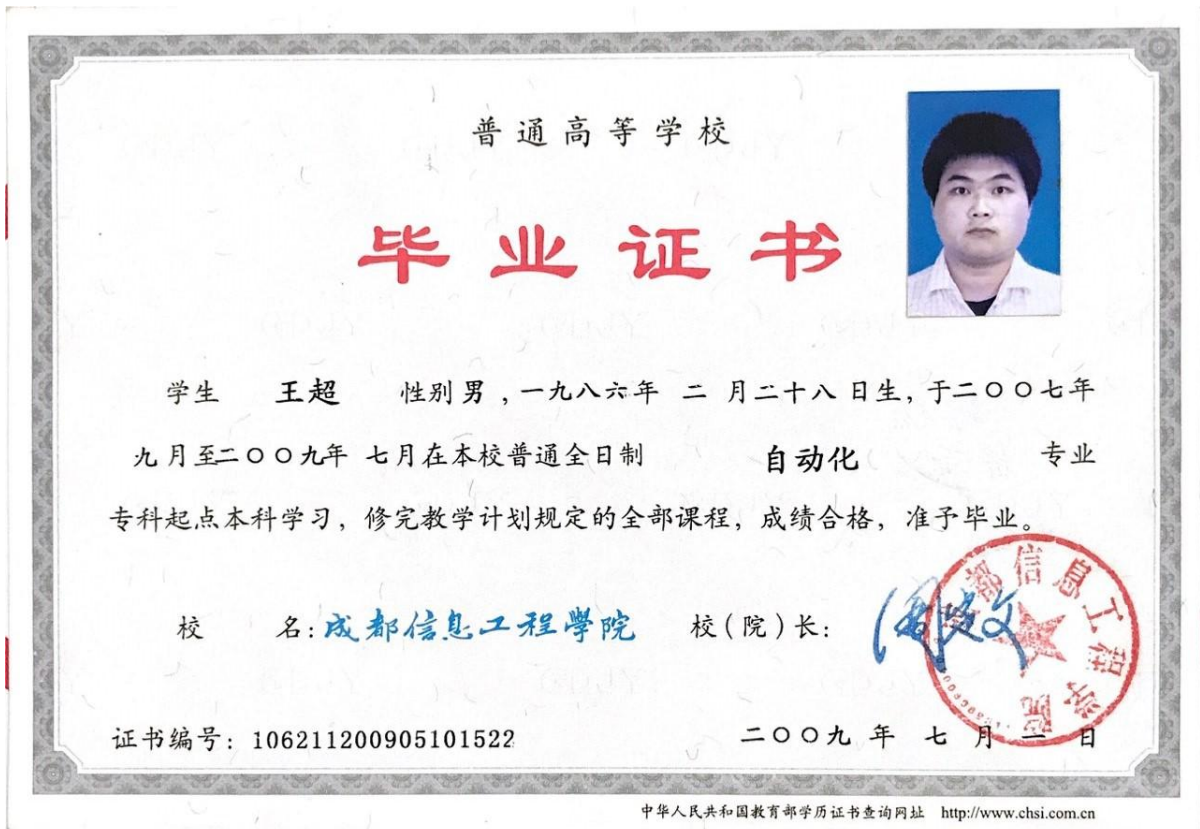 普通高等学校
毕业证书
学生 王超 性别 男，一九八六年 二 月二十八日生，于二〇〇七年
九月至二〇〇九年 七月在本校普通全日制 自动化 专业
专科起点本科学习，修完教学计划规定的全部课程，成绩合格，准予毕业。
校 名：成都信息工程學院 校（院）长：
都信息工程学院
证书编号：106211200905101522
二〇〇九年 七月一日
中华人民共和国教育部学历证书查询网址 http://www.chsi.com.cn